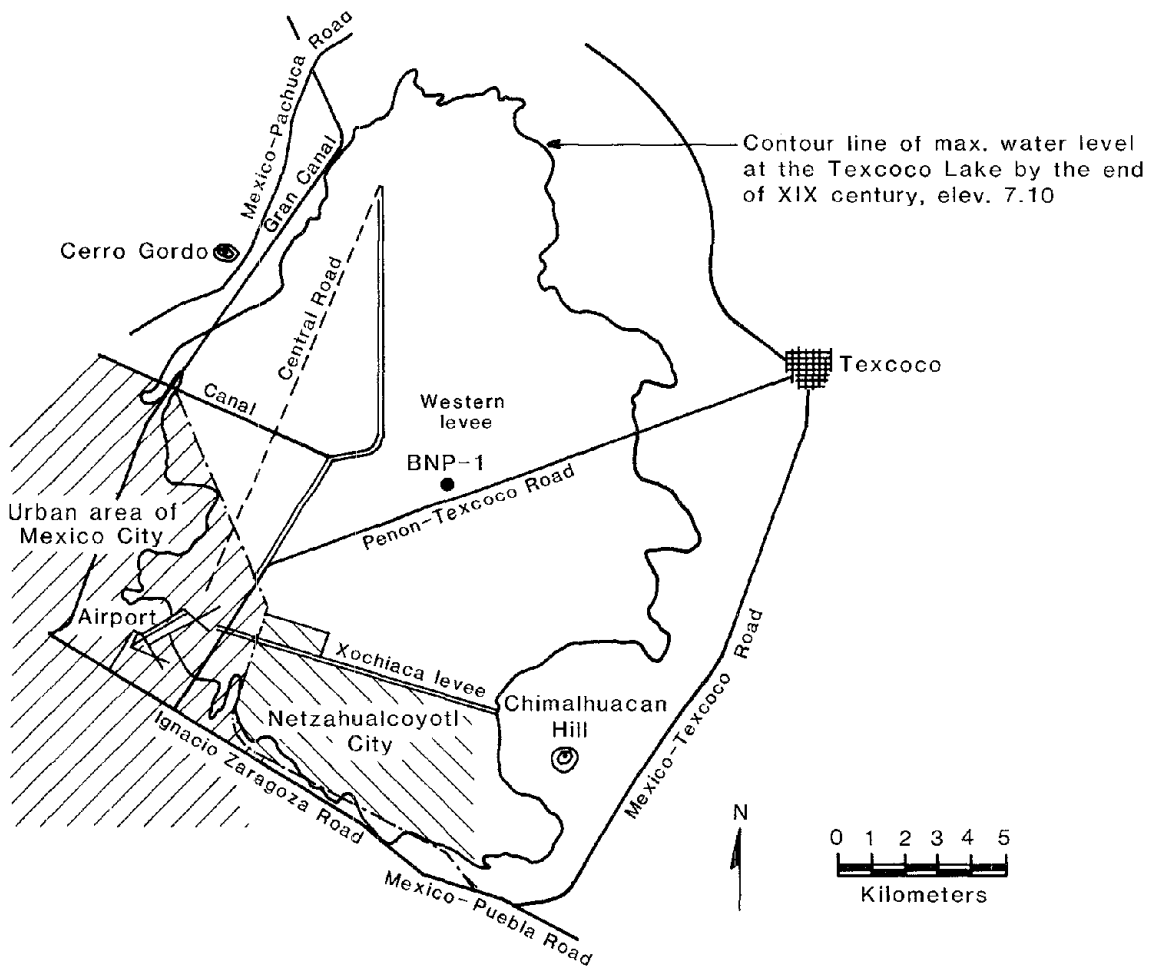 Mexico-Pachuca Road
Gran Canal
Contour line of max. water level
at the Texcoco Lake by the end
of XIX century, elev. 7.10
Cerro Gordo
Central Road
Texcoco
Canal
Western
levee
BNP-1
Penon-Texcoco Road
Urban area of
Mexico City
Airport
Xochiaca levee
Chimalhuacan
Hill
Netzahualcoyotl
City
Ignacio Zaragoza Road
Mexico-Texcoco Road
N
0 1 2 3 4 5
Kilometers
Mexico-Puebla Road